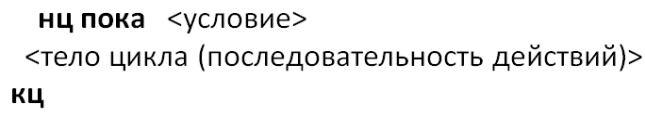 нц пока <условие>
<тело цикла (последовательность действий)>
кц